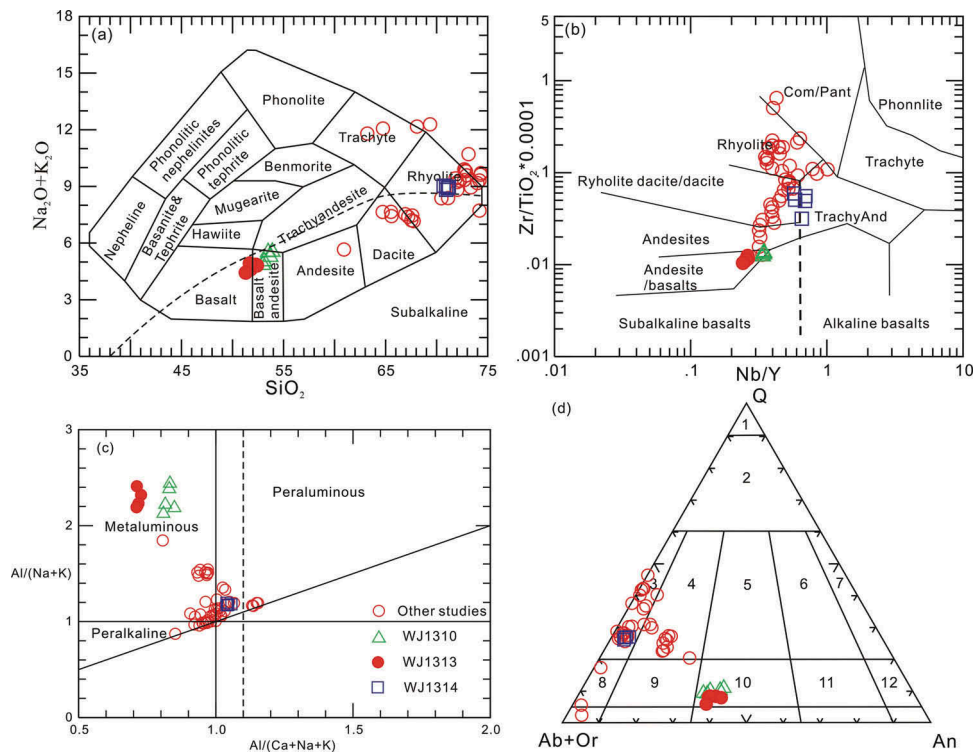 (a)
Na₂O+K₂O
18
15
12
9
6
3
0
35
45
55
65
75
SiO₂
Phonolite
Phonolitic
nephelinites
Phonolitic
tephrite
Trachyte
Benmorite
Rhyolite
Nepheline
Basanite&
Tephrite
Mugearite
Trachyandesite
Hawiite
Basalt
Basalt
andesite
Andesite
Dacite
Subalkaline
(b)
Zr/TiO²* 0.0001
5
1
.1
.01
.001
0.01
.1
1
10
Nb/Y
Com/Pant
Phonnlite
Rhyolite
Trachyte
Ryholite dacite/dacite
TrachyAnd
Andesites
Andesite
/basalts
Subalkaline basalts
Alkaline basalts
(c)
3
2
1
0
Al/(Na+K)
0.5
1.0
1.5
2.0
Al/(Ca+Na+K)
Peraluminous
Metaluminous
Peralkaline
Other studies
WJ1310
WJ1313
WJ1314
(d)
Q
1
2
3
4
5
6
7
8
9
10
11
12
Ab+Or
An